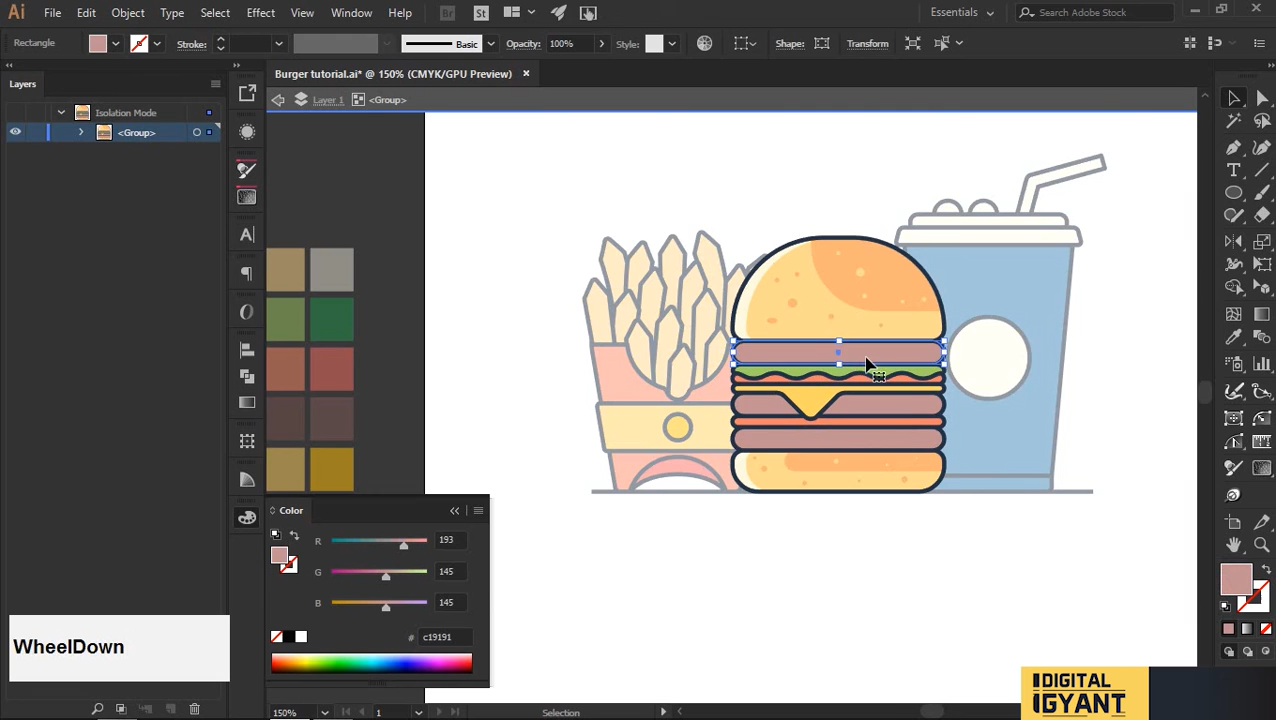 Ai File Edit Object Type Select Effect View Window Help Br St Essentials Search Adobe Stock
Rectangle Stroke: Basic Opacity: 100% Style: Shape: Transform
Layers
Burger tutorial.ai* @ 150% (CMYK/GPU Preview)
Layer 1 <Group>
Isolation Mode
<Group>
Color
R 193
G 145
B 145
# c19191
WheelDown
150% 1 Selection
DIGITAL
GYANT